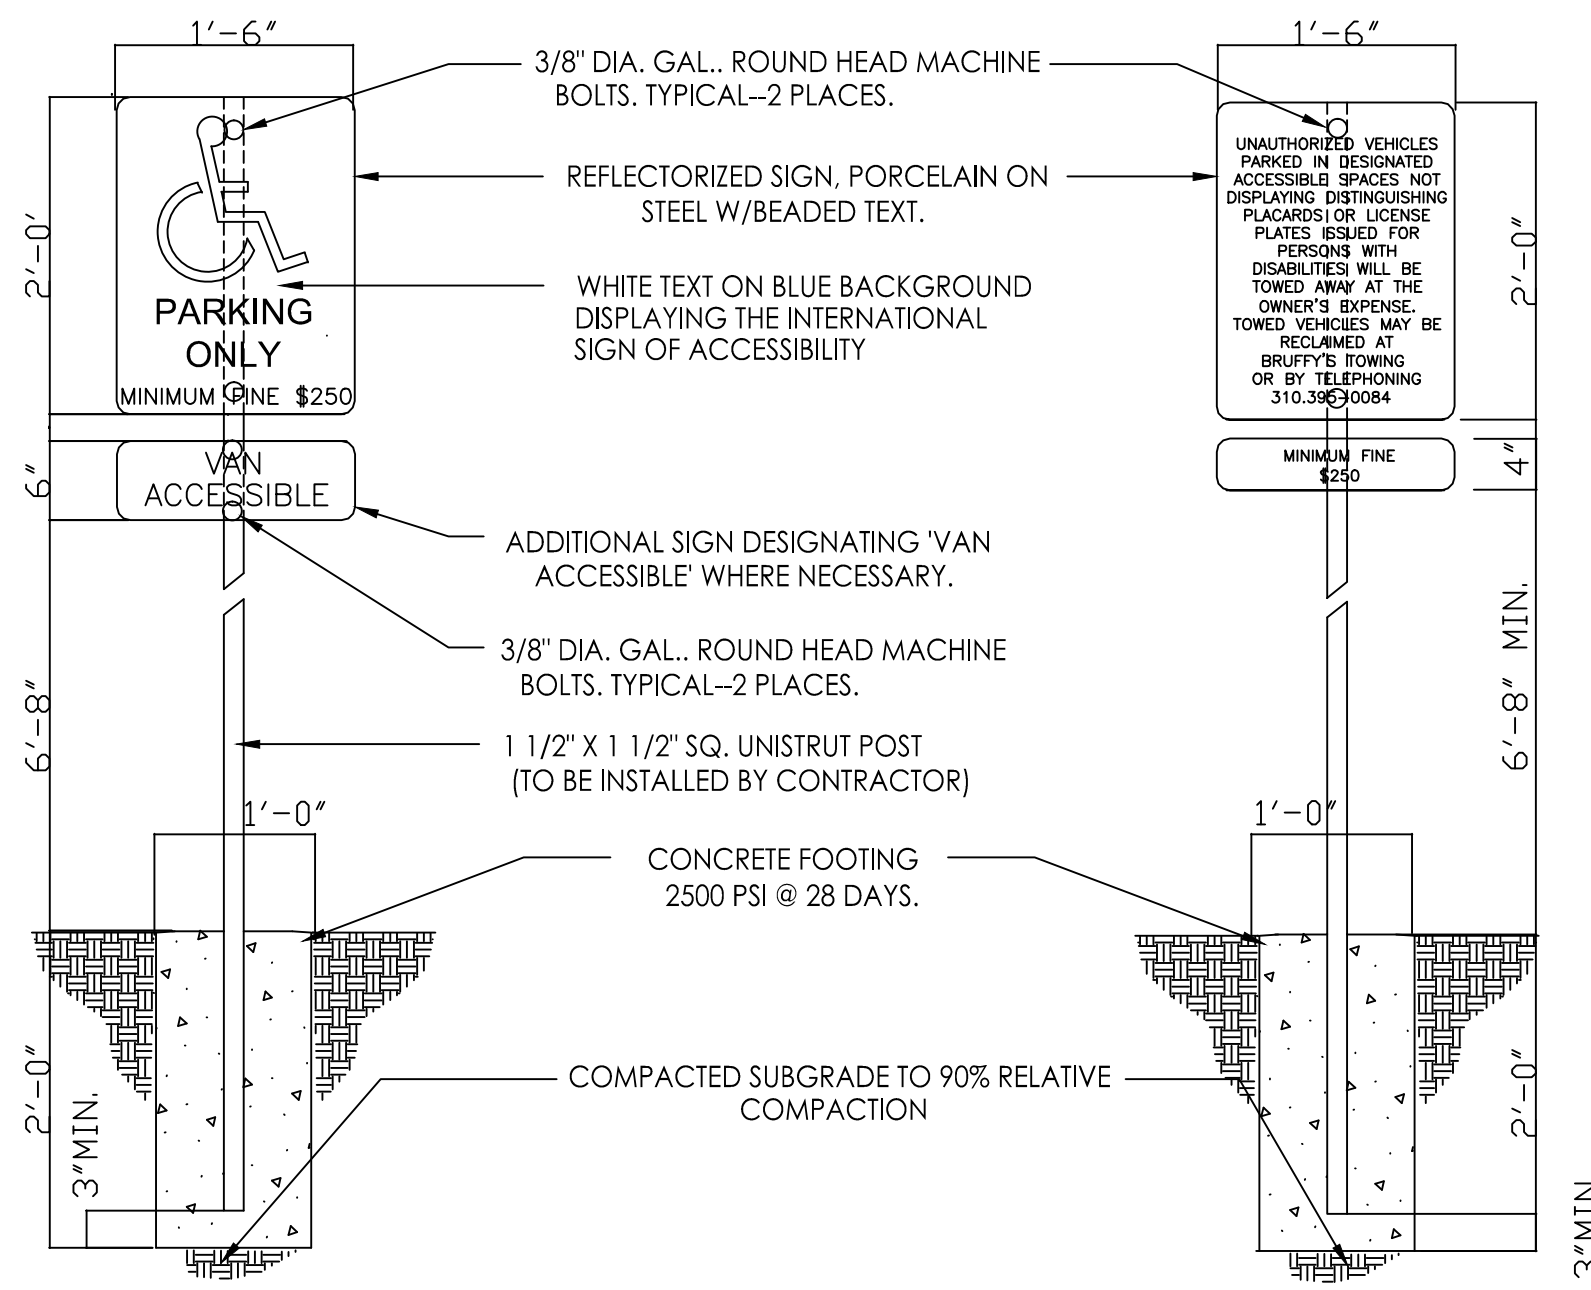 1'-6"
1'-6"
3/8" DIA. GAL.. ROUND HEAD MACHINE
BOLTS. TYPICAL--2 PLACES.
REFLECTORIZED SIGN, PORCELAIN ON
STEEL W/BEADED TEXT.
WHITE TEXT ON BLUE BACKGROUND
DISPLAYING THE INTERNATIONAL
SIGN OF ACCESSIBILITY
2'-0'
PARKING
ONLY
MINIMUM FINE $250
UNAUTHORIZED VEHICLES
PARKED IN DESIGNATED
ACCESSIBLE SPACES NOT
DISPLAYING DISTINGUISHING
PLACARDS OR LICENSE
PLATES ISSUED FOR
PERSONS WITH
DISABILITIES WILL BE
TOWED AWAY AT THE
OWNER'S EXPENSE.
TOWED VEHICLES MAY BE
RECLAIMED AT
BRUFFY'S TOWING
OR BY TELEPHONING
310.395-0084
2'-0"
6"
VAN
ACCESSIBLE
MINIMUM FINE
$250
4"
ADDITIONAL SIGN DESIGNATING 'VAN
ACCESSIBLE' WHERE NECESSARY.
3/8" DIA. GAL.. ROUND HEAD MACHINE
BOLTS. TYPICAL--2 PLACES.
6'-8"
6'-8" MIN.
1 1/2" X 1 1/2" SQ. UNISTRUT POST
(TO BE INSTALLED BY CONTRACTOR)
1'-0"
1'-0"
CONCRETE FOOTING
2500 PSI @ 28 DAYS.
2'-0"
3"MIN.
COMPACTED SUBGRADE TO 90% RELATIVE
COMPACTION
2'-0"
3"MIN